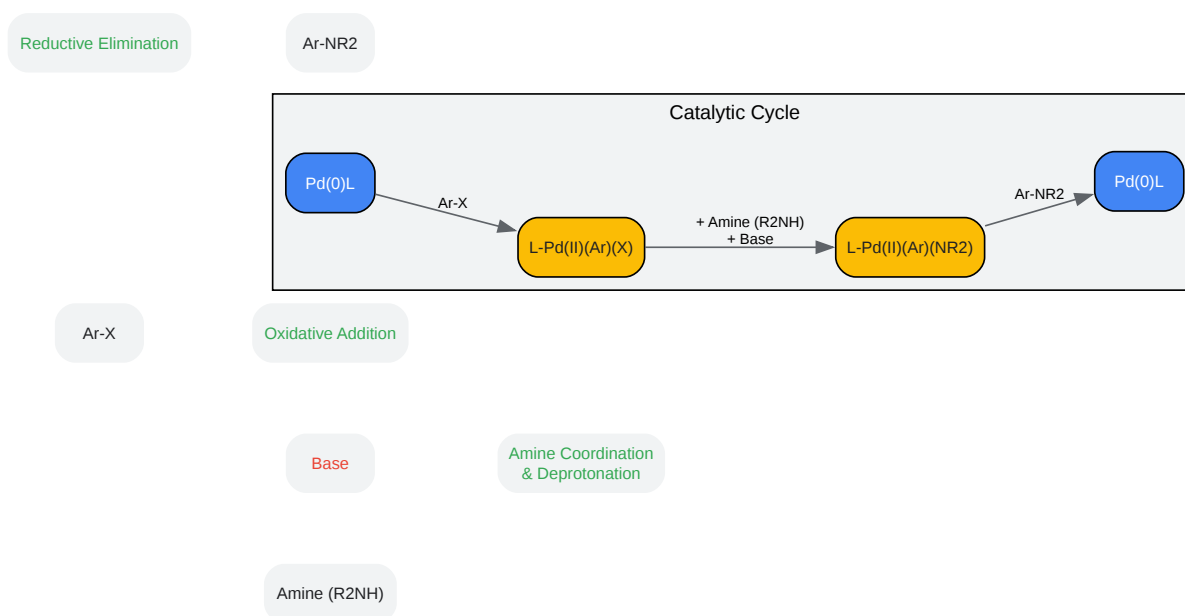 Reductive Elimination
Ar-NR2
Catalytic Cycle
Pd(0)L
Ar-X
L-Pd(II)(Ar)(X)
+ Amine (R2NH)
+ Base
L-Pd(II)(Ar)(NR2)
Ar-NR2
Pd(0)L
Ar-X
Oxidative Addition
Base
Amine Coordination
& Deprotonation
Amine (R2NH)